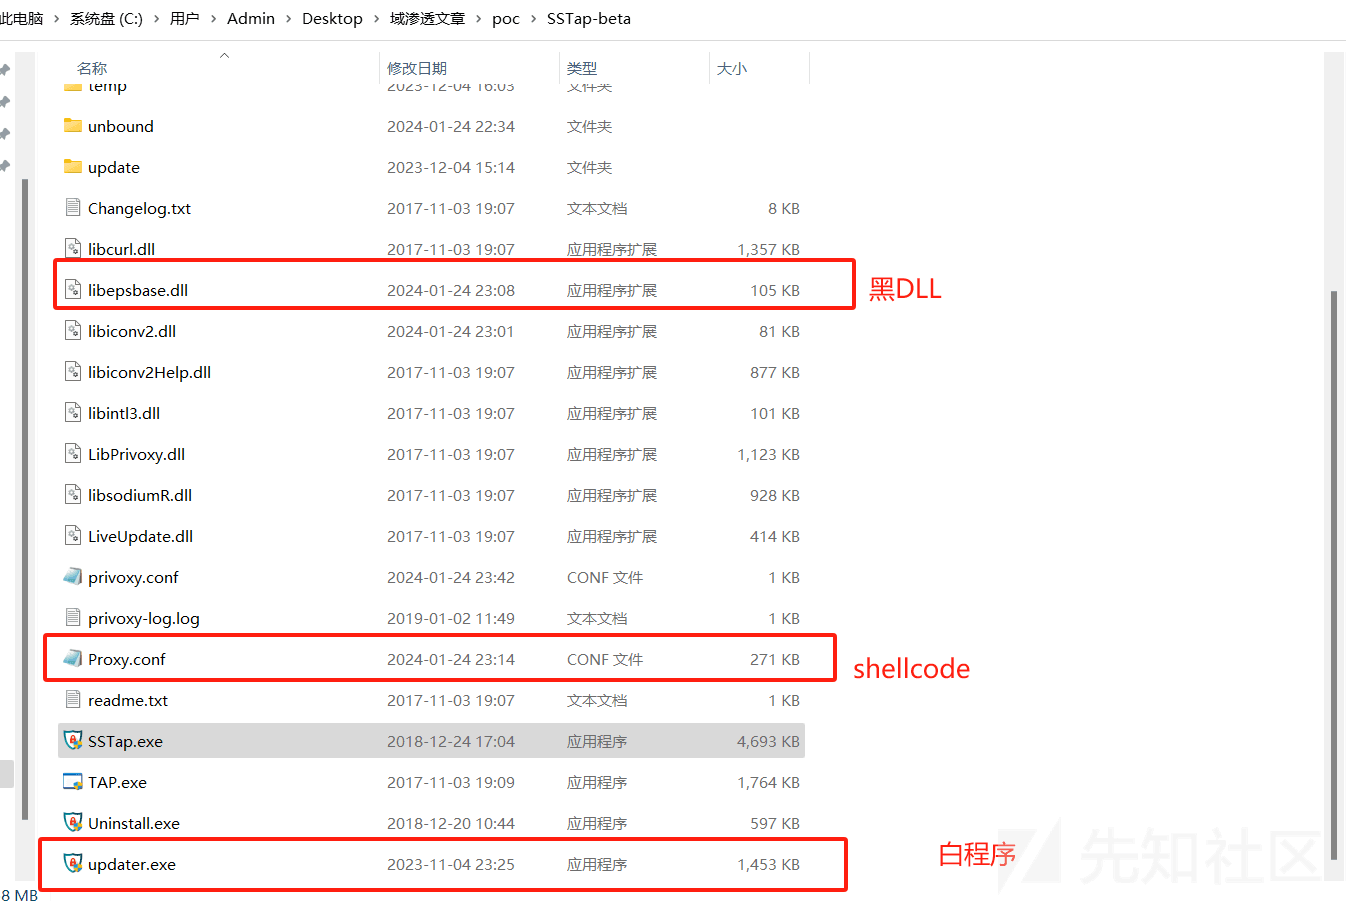 此电脑 > 系统盘 (C:) > 用户 > Admin > Desktop > 域渗透文章 > poc > SSTap-beta
名称 修改日期 类型 大小
temp 2023-12-04 16:03 文件夹
unbound 2024-01-24 22:34 文件夹
update 2023-12-04 15:14 文件夹
Changelog.txt 2017-11-03 19:07 文本文档 8 KB
libcurl.dll 2017-11-03 19:07 应用程序扩展 1,357 KB
libepsbase.dll 2024-01-24 23:08 应用程序扩展 105 KB 黑DLL
libiconv2.dll 2024-01-24 23:01 应用程序扩展 81 KB
libiconv2Help.dll 2017-11-03 19:07 应用程序扩展 877 KB
libintl3.dll 2017-11-03 19:07 应用程序扩展 101 KB
LibPrivoxy.dll 2017-11-03 19:07 应用程序扩展 1,123 KB
libsodiumR.dll 2017-11-03 19:07 应用程序扩展 928 KB
LiveUpdate.dll 2017-11-03 19:07 应用程序扩展 414 KB
privoxy.conf 2024-01-24 23:42 CONF 文件 1 KB
privoxy-log.log 2019-01-02 11:49 文本文档 1 KB
Proxy.conf 2024-01-24 23:14 CONF 文件 271 KB shellcode
readme.txt 2017-11-03 19:07 文本文档 1 KB
SSTap.exe 2018-12-24 17:04 应用程序 4,693 KB
TAP.exe 2017-11-03 19:09 应用程序 1,764 KB
Uninstall.exe 2018-12-20 10:44 应用程序 597 KB
updater.exe 2023-11-04 23:25 应用程序 1,453 KB 白程序
先知社区
8 MB